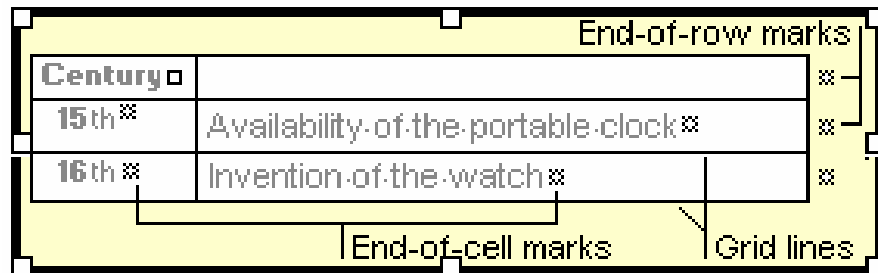 End-of-row marks
Century
15th Availability·of·the·portable·clock
16th Invention·of·the·watch
End-of-cell marks Grid lines